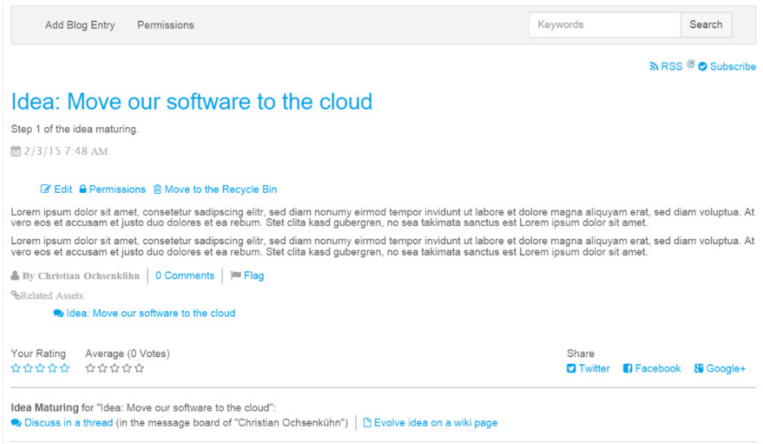 Add Blog Entry Permissions Keywords Search
RSS Subscribe
Idea: Move our software to the cloud
Step 1 of the idea maturing.
2/3/15 7:48 AM
Edit Permissions Move to the Recycle Bin
Lorem ipsum dolor sit amet, consetetur sadipscing elitr, sed diam nonumy eirmod tempor invidunt ut labore et dolore magna aliquyam erat, sed diam voluptua. At
vero eos et accusam et justo duo dolores et ea rebum. Stet clita kasd gubergren, no sea takimata sanctus est Lorem ipsum dolor sit amet.
Lorem ipsum dolor sit amet, consetetur sadipscing elitr, sed diam nonumy eirmod tempor invidunt ut labore et dolore magna aliquyam erat, sed diam voluptua. At
vero eos et accusam et justo duo dolores et ea rebum. Stet clita kasd gubergren, no sea takimata sanctus est Lorem ipsum dolor sit amet.
By Christian Ochsenkühn 0 Comments Flag
Related Assets:
Idea: Move our software to the cloud
Your Rating Average (0 Votes) Share
Twitter Facebook Google+
Idea Maturing for "Idea: Move our software to the cloud":
Discuss in a thread (in the message board of "Christian Ochsenkühn") Evolve idea on a wiki page